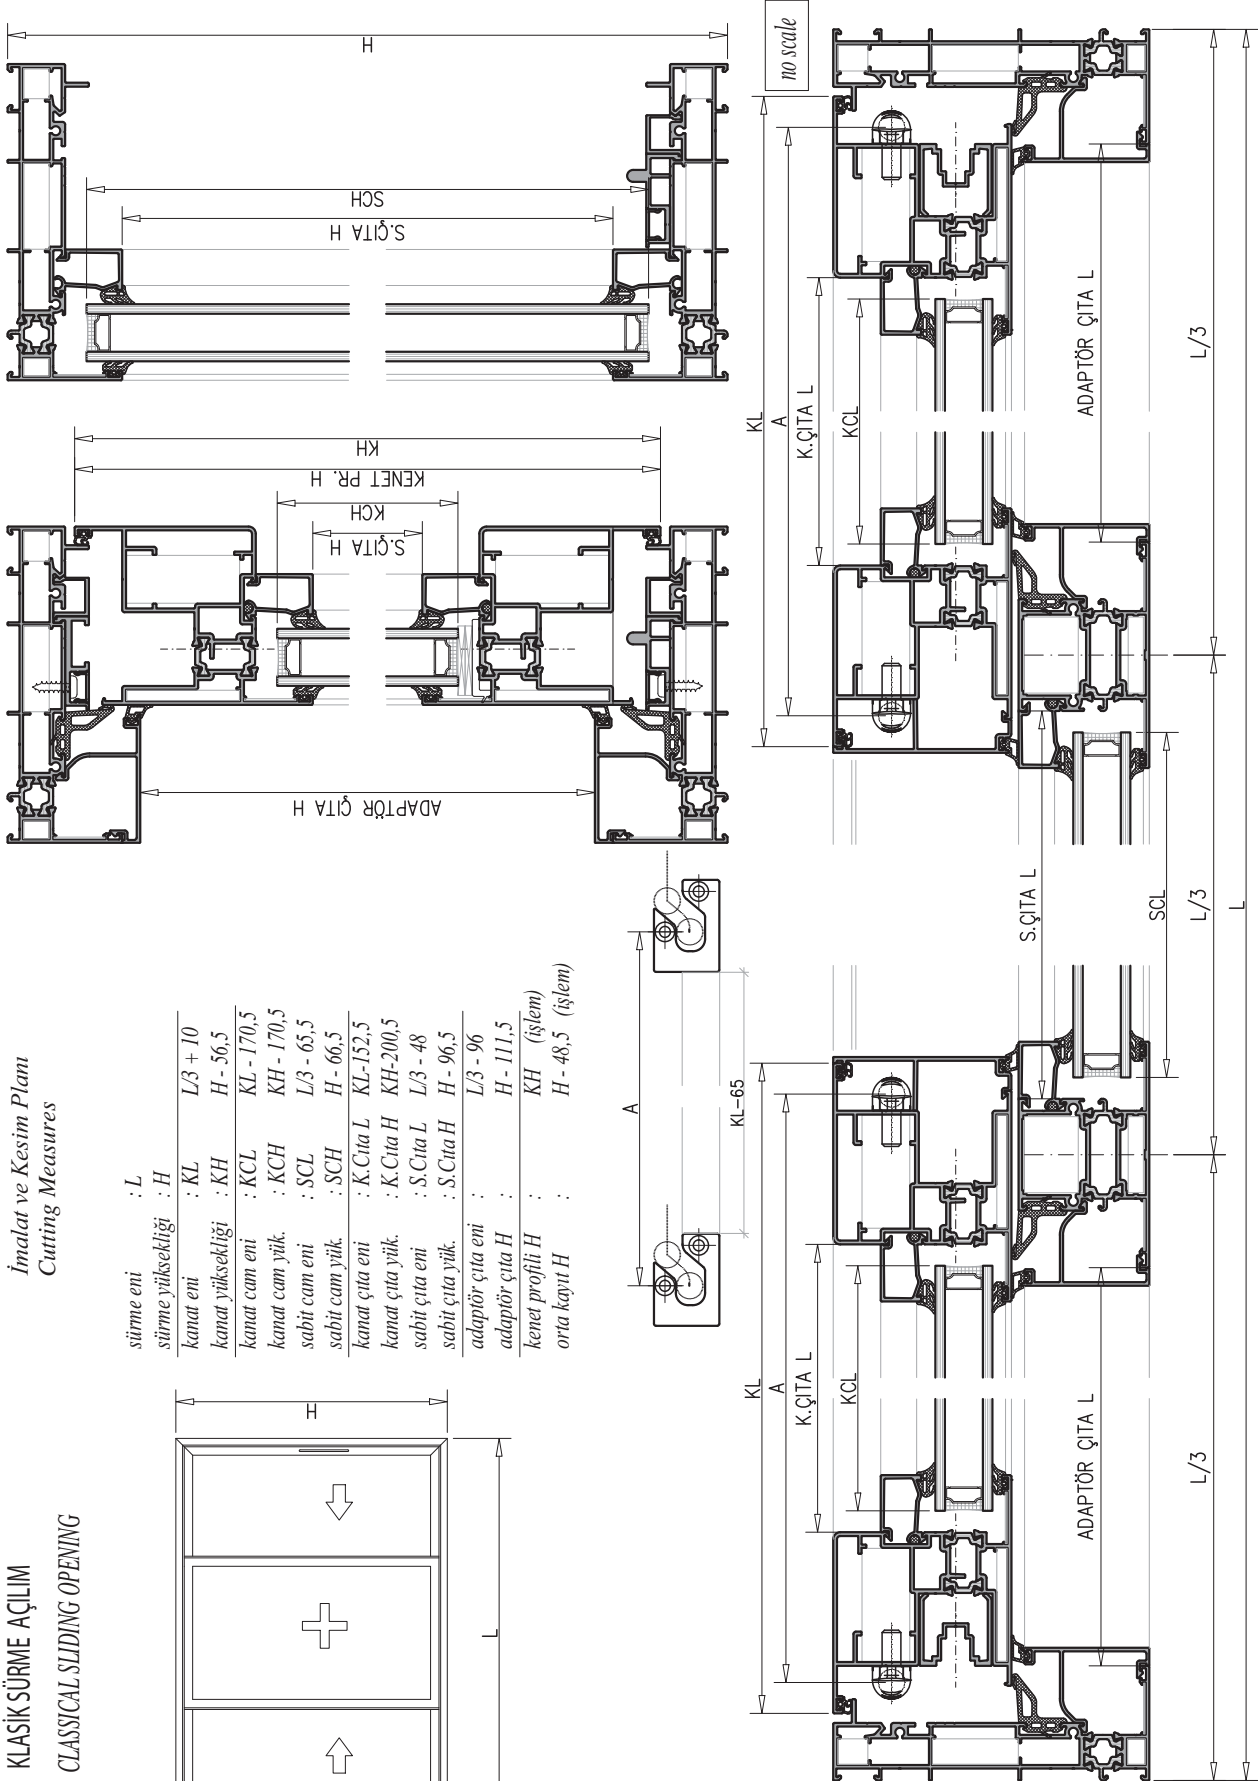 KLASİK SÜRME AÇILIM
CLASSICAL SLIDING OPENING
H
L
İmalat ve Kesim Planı
Cutting Measures
sürme eni : L
sürme yüksekliği : H
kanat eni : KL L/3 + 10
kanat yüksekliği : KH H - 56,5
kanat cam eni : KCL KL - 170,5
kanat cam yük. : KCH KH - 170,5
sabit cam eni : SCL L/3 - 65,5
sabit cam yük. : SCH H - 66,5
kanat çıta eni : K.Cıta L KL-152,5
kanat çıta yük. : K.Cıta H KH-200,5
sabit çıta eni : S.Cıta L L/3 - 48
sabit çıta yük. : S.Cıta H H - 96,5
adaptör çıta eni : L/3 - 96
adaptör çıta H : H - 111,5
kenet profili H : KH (işlem)
orta kayıt H : H - 48,5 (işlem)
A
KL-65
H
SCH
S.ÇITA H
KH
KENET PR. H
KCH
S.ÇITA H
ADAPTÖR ÇITA H
no scale
KL
A
K.ÇITA L
KCL
ADAPTÖR ÇITA L
L/3
S.ÇITA L
SCL
L/3
L
KL
A
K.ÇITA L
KCL
ADAPTÖR ÇITA L
L/3